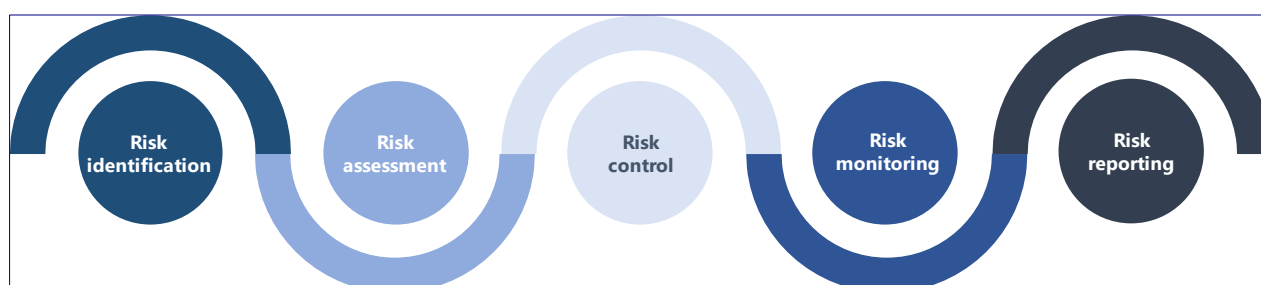 Risk
identification
Risk
assessment
Risk
control
Risk
monitoring
Risk
reporting